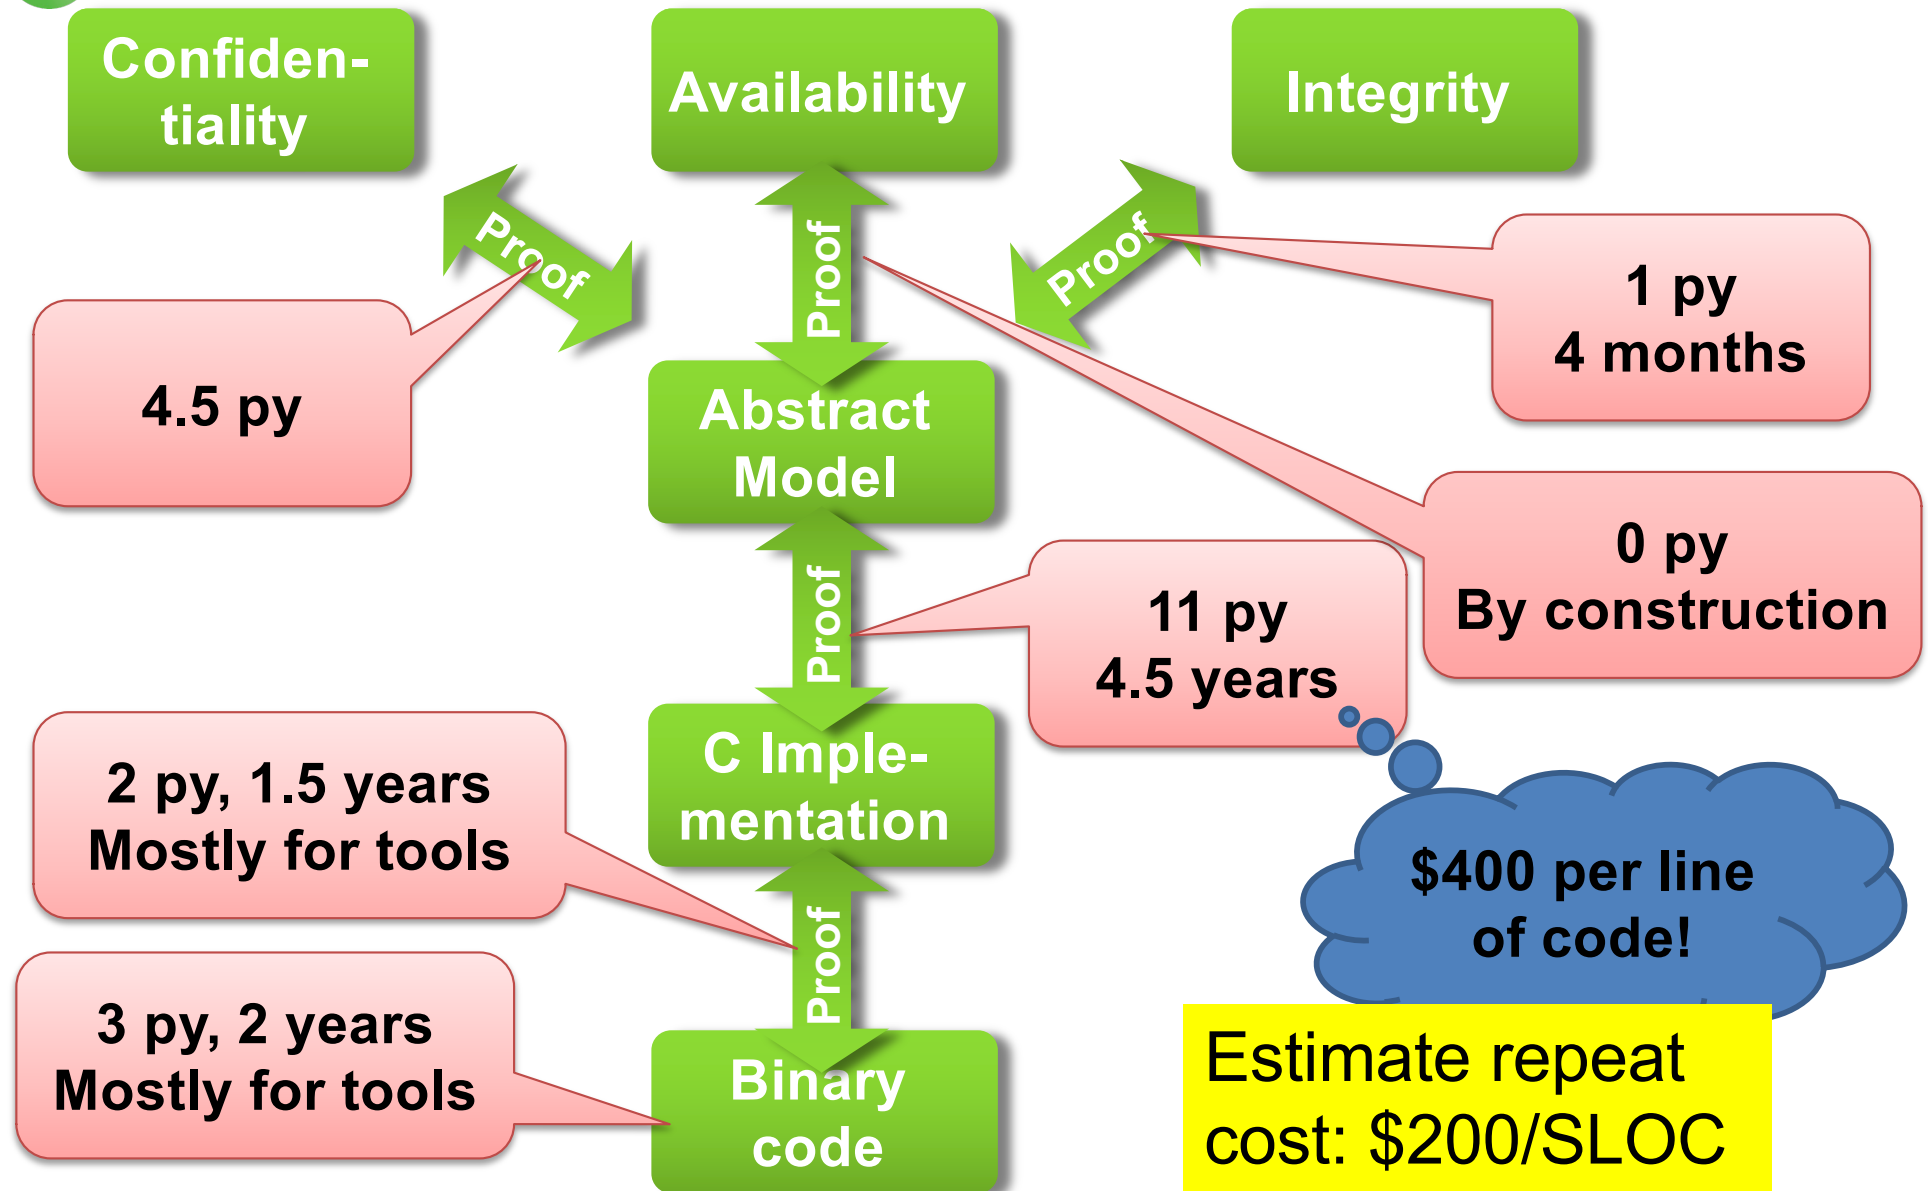 Confiden-
tiality
Availability
Integrity
Proof
Proof
Proof
1 py
4 months
4.5 py
Abstract
Model
0 py
By construction
Proof
11 py
4.5 years
C Imple-
mentation
2 py, 1.5 years
Mostly for tools
$400 per line
of code!
Proof
3 py, 2 years
Mostly for tools
Binary
code
Estimate repeat
cost: $200/SLOC